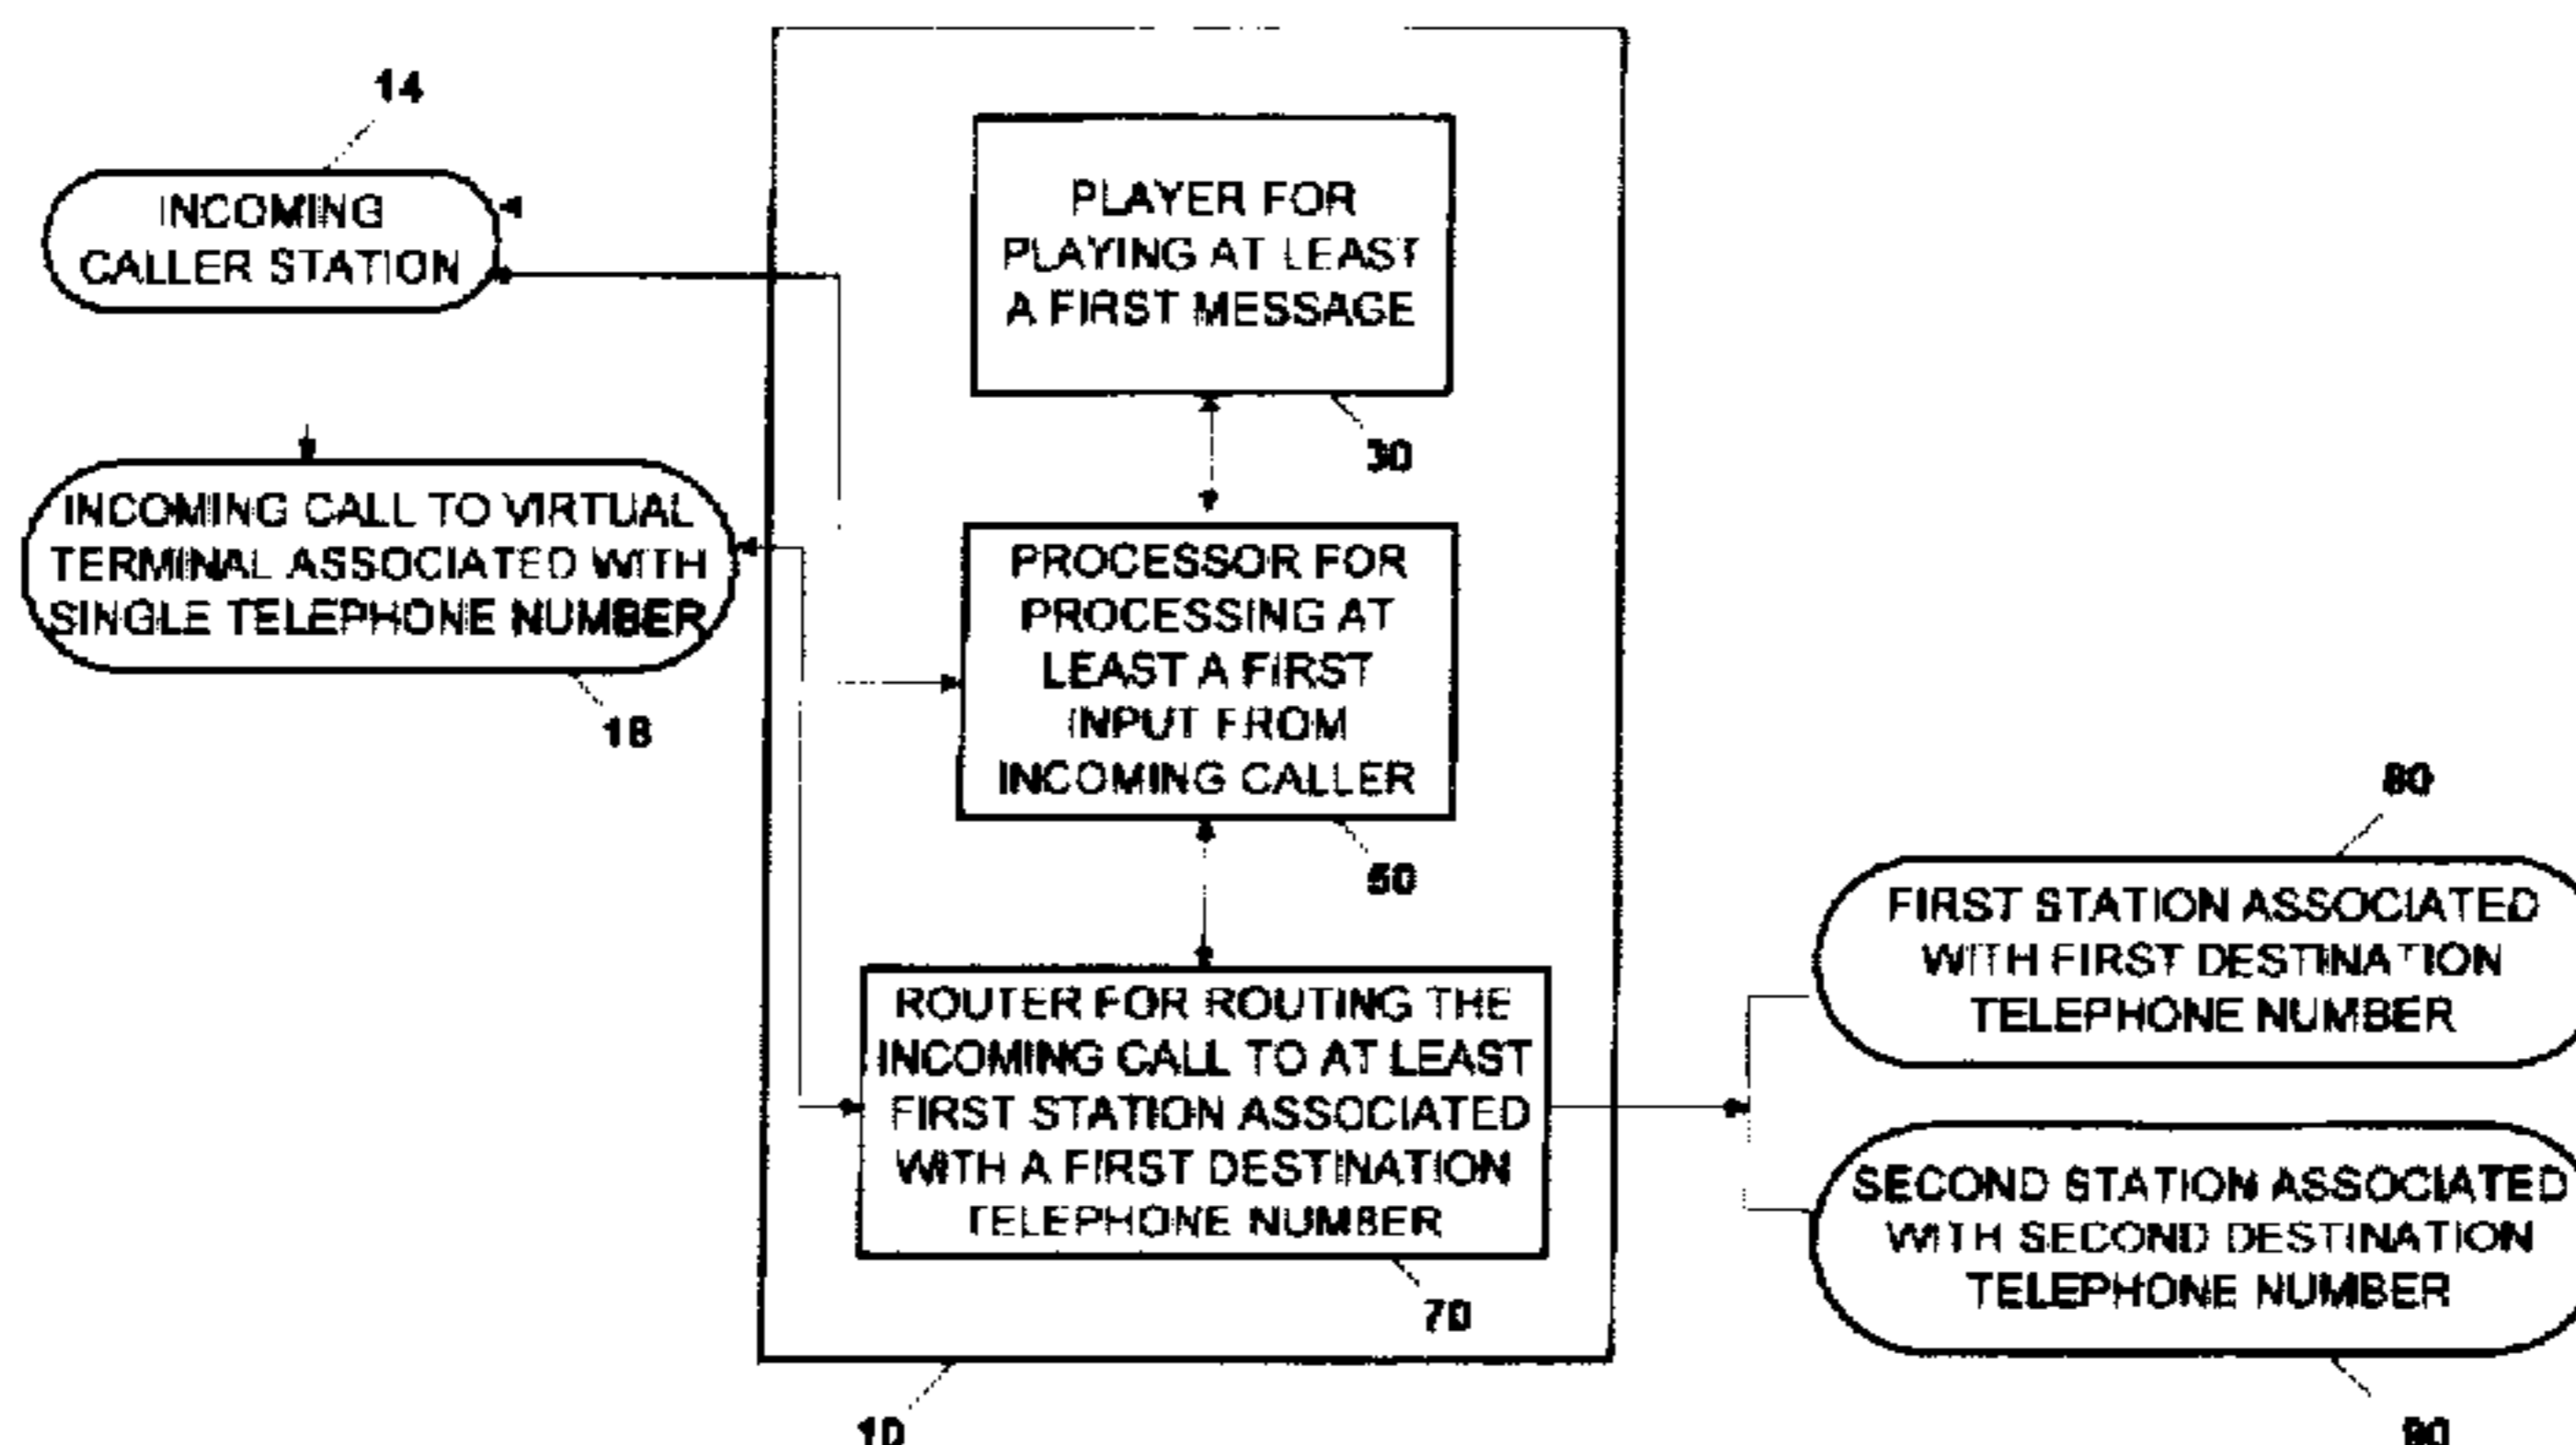 14
INCOMING
CALLER STATION
PLAYER FOR
PLAYING AT LEAST
A FIRST MESSAGE
30
INCOMING CALL TO VIRTUAL
TERMINAL ASSOCIATED WITH
SINGLE TELEPHONE NUMBER
18
PROCESSOR FOR
PROCESSING AT
LEAST A FIRST
INPUT FROM
INCOMING CALLER
50
ROUTER FOR ROUTING THE
INCOMING CALL TO AT LEAST
FIRST STATION ASSOCIATED
WITH A FIRST DESTINATION
TELEPHONE NUMBER
70
10
80
FIRST STATION ASSOCIATED
WITH FIRST DESTINATION
TELEPHONE NUMBER
SECOND STATION ASSOCIATED
WITH SECOND DESTINATION
TELEPHONE NUMBER
90